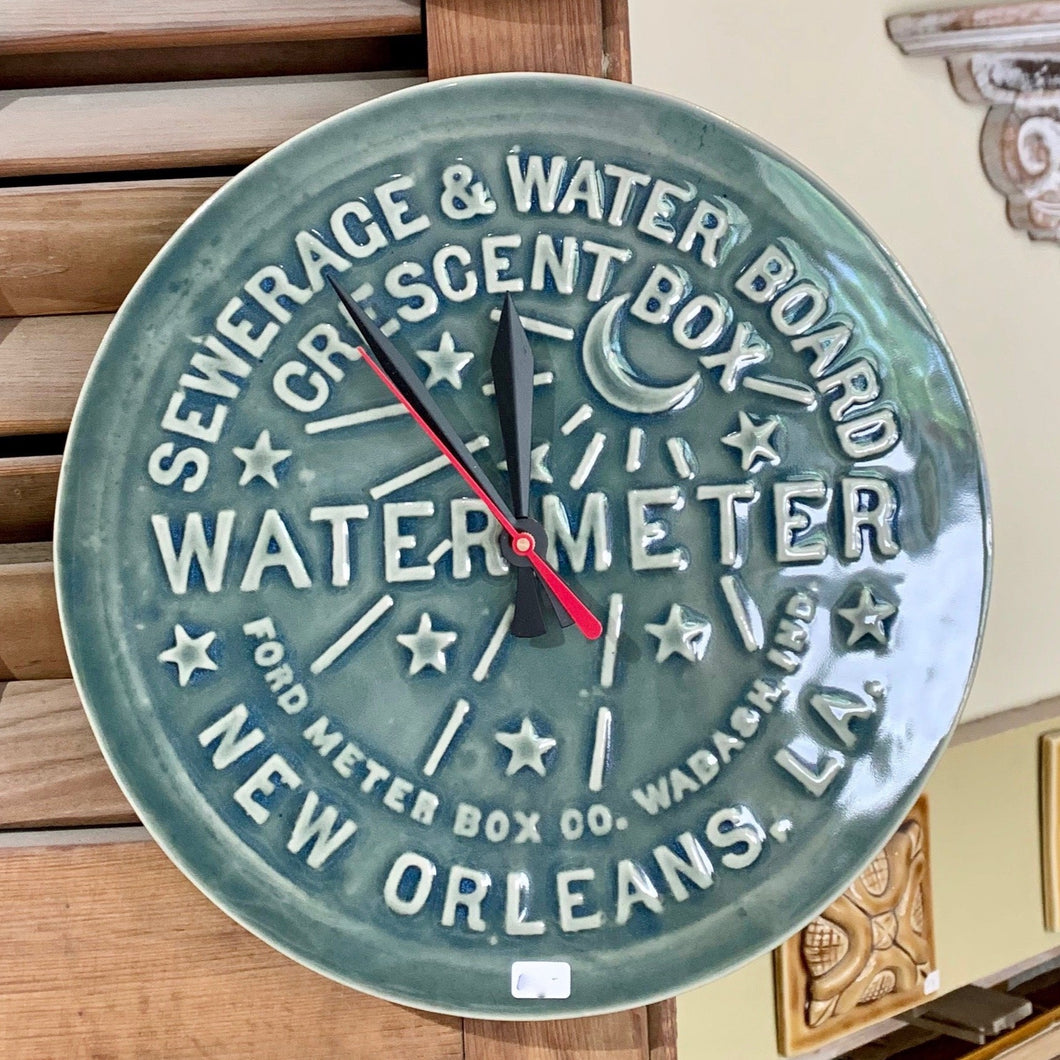 SEWERAGE & WATER BOARD
CRESCENT BOX
WATER METER
FORD METER BOX CO. WABASH, IND.
NEW ORLEANS. LA.